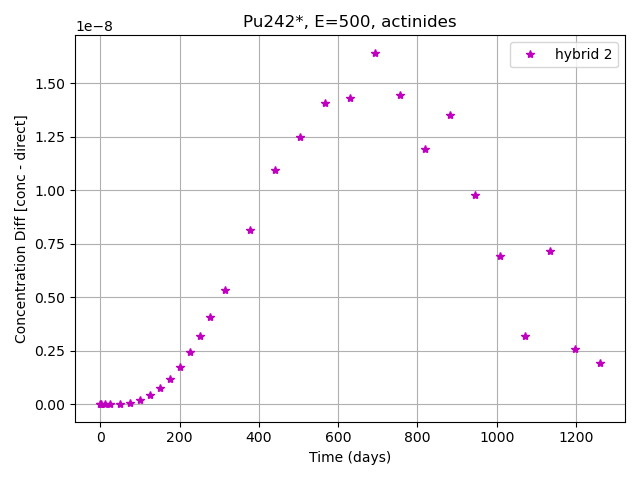 Pu242*, E=500, actinides
1e−8
hybrid 2
Concentration Diff [conc - direct]
1.50
1.25
1.00
0.75
0.50
0.25
0.00
0 200 400 600 800 1000 1200
Time (days)